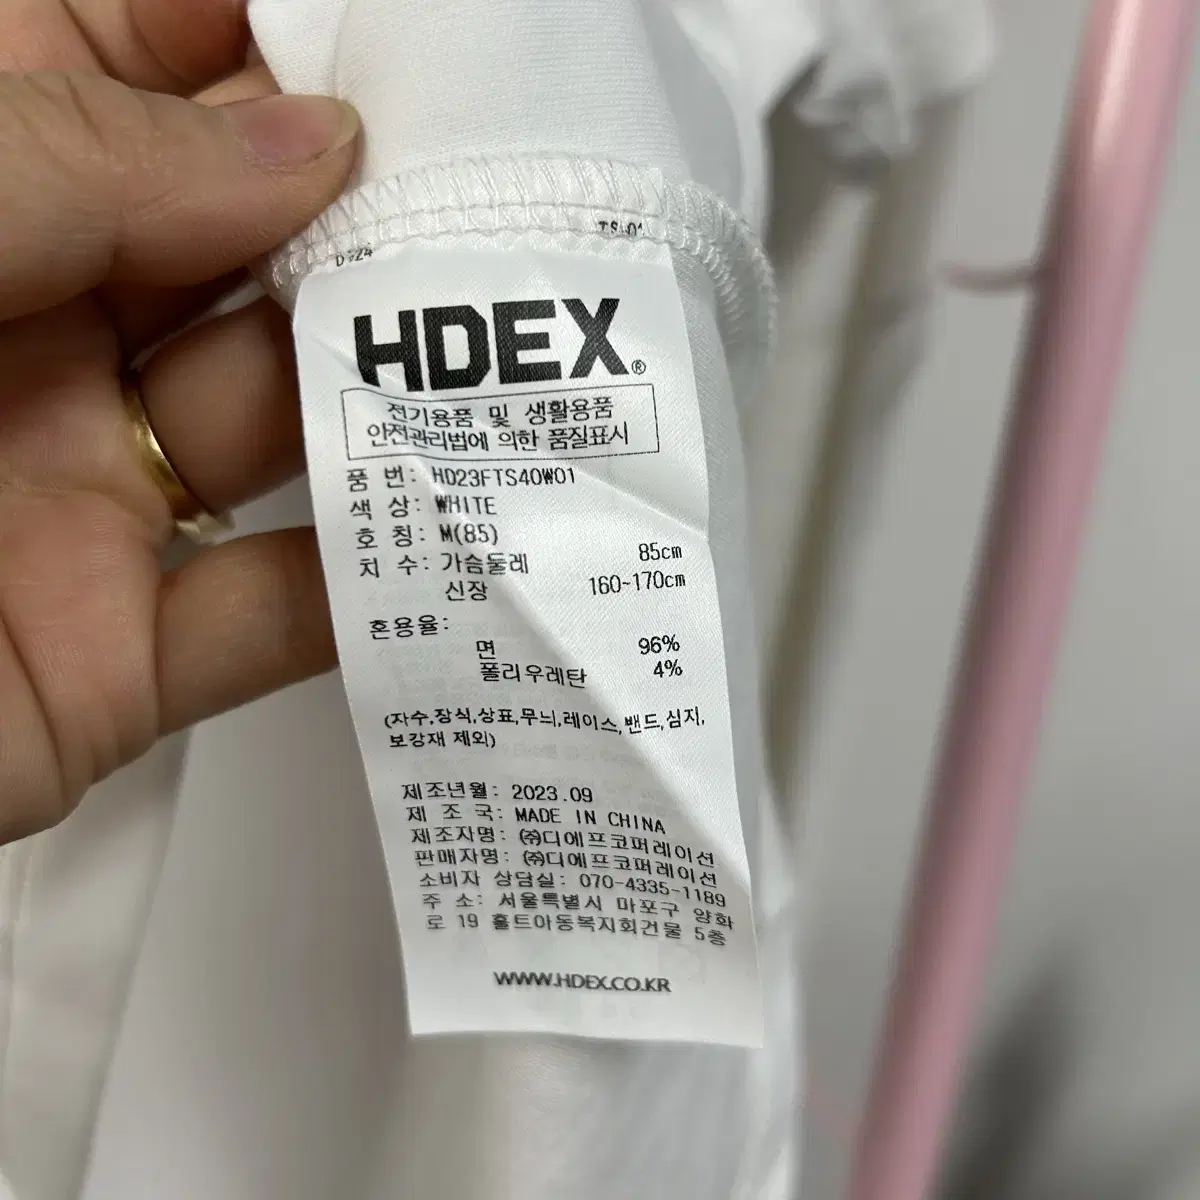 HDEX®
전기용품 및 생활용품
안전관리법에 의한 품질표시
품 번: HD23FTS40W01
색 상: WHITE
호 칭: M(85)
치 수: 가슴둘레 85cm
신장 160~170cm
혼용율:
면 96%
폴리우레탄 4%
(자수,장식,상표,무늬,레이스,밴드,심지,
보강재 제외)
제조년월: 2023.09
제 조 국: MADE IN CHINA
제조자명: ㈜디에프코퍼레이션
판매자명: ㈜디에프코퍼레이션
소비자 상담실: 070-4335-1189
주 소: 서울특별시 마포구 양화
로 19 홀트아동복지회건물 5층
WWW.HDEX.CO.KR